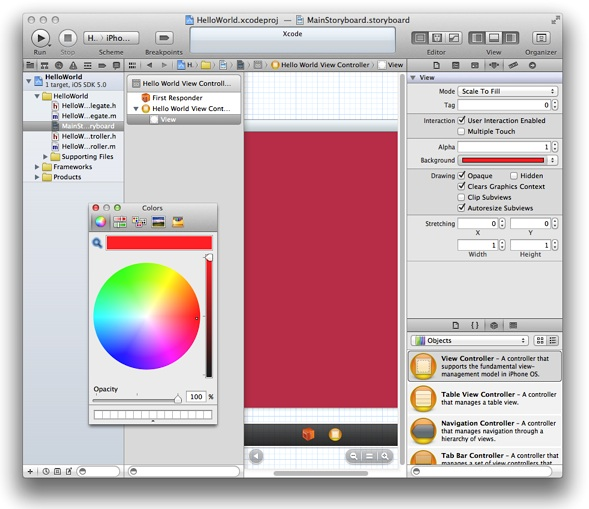 HelloWorld.xcodeproj — MainStoryboard.storyboard
H. iPho...
Xcode
Run Stop Scheme Breakpoints Editor View Organizer
H. Hello World View Controller View
HelloWorld
1 target, iOS SDK 5.0
HelloWorld
HelloW...legate.h
HelloW...egate.m
MainSt...ryboard
HelloW...troller.h
HelloW...roller.m
Supporting Files
Frameworks
Products
Hello World View Controll...
First Responder
Hello World View Cont...
View
Colors
Opacity
100 %
View
Mode Scale To Fill
Tag 0
Interaction User Interaction Enabled
Multiple Touch
Alpha 1
Background
Drawing Opaque Hidden
Clears Graphics Context
Clip Subviews
Autoresize Subviews
Stretching 0 0
X Y
1 1
Width Height
{ }
Objects
View Controller – A controller that
supports the fundamental view-
management model in iPhone OS.
Table View Controller – A controller
that manages a table view.
Navigation Controller – A controller
that manages navigation through a
hierarchy of views.
Tab Bar Controller – A controller that
manages a set of view controllers that